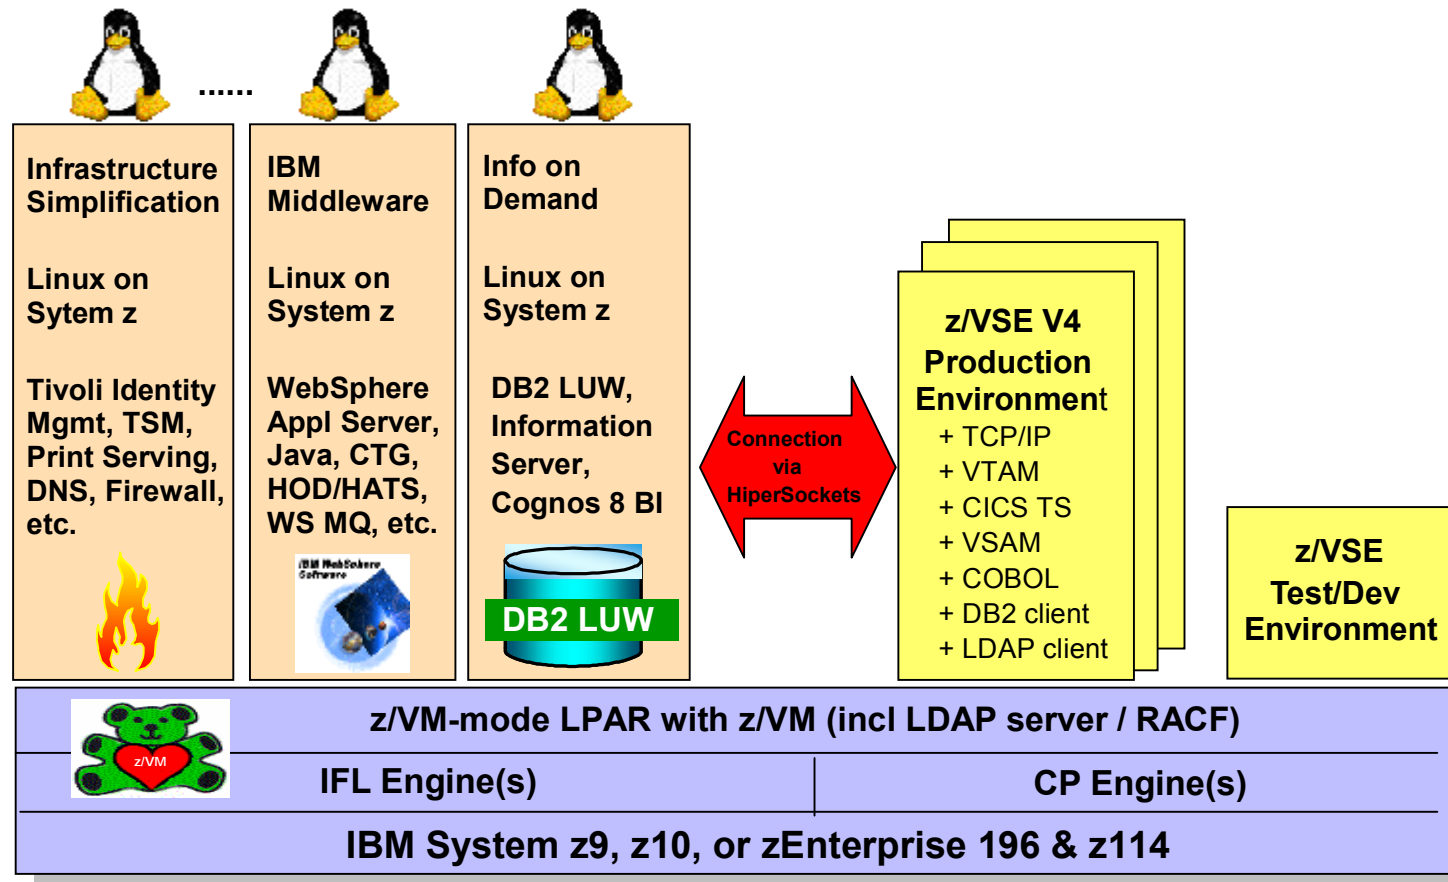 ......
Infrastructure
Simplification
Linux on
Sytem z
Tivoli Identity
Mgmt, TSM,
Print Serving,
DNS, Firewall,
etc.
IBM
Middleware
Linux on
System z
WebSphere
Appl Server,
Java, CTG,
HOD/HATS,
WS MQ, etc.
IBM WebSphere
Software
Info on
Demand
Linux on
System z
DB2 LUW,
Information
Server,
Cognos 8 BI
DB2 LUW
Connection
via
HiperSockets
z/VSE V4
Production
Environment
+ TCP/IP
+ VTAM
+ CICS TS
+ VSAM
+ COBOL
+ DB2 client
+ LDAP client
z/VSE
Test/Dev
Environment
z/VM
z/VM-mode LPAR with z/VM (incl LDAP server / RACF)
IFL Engine(s)
CP Engine(s)
IBM System z9, z10, or zEnterprise 196 & z114